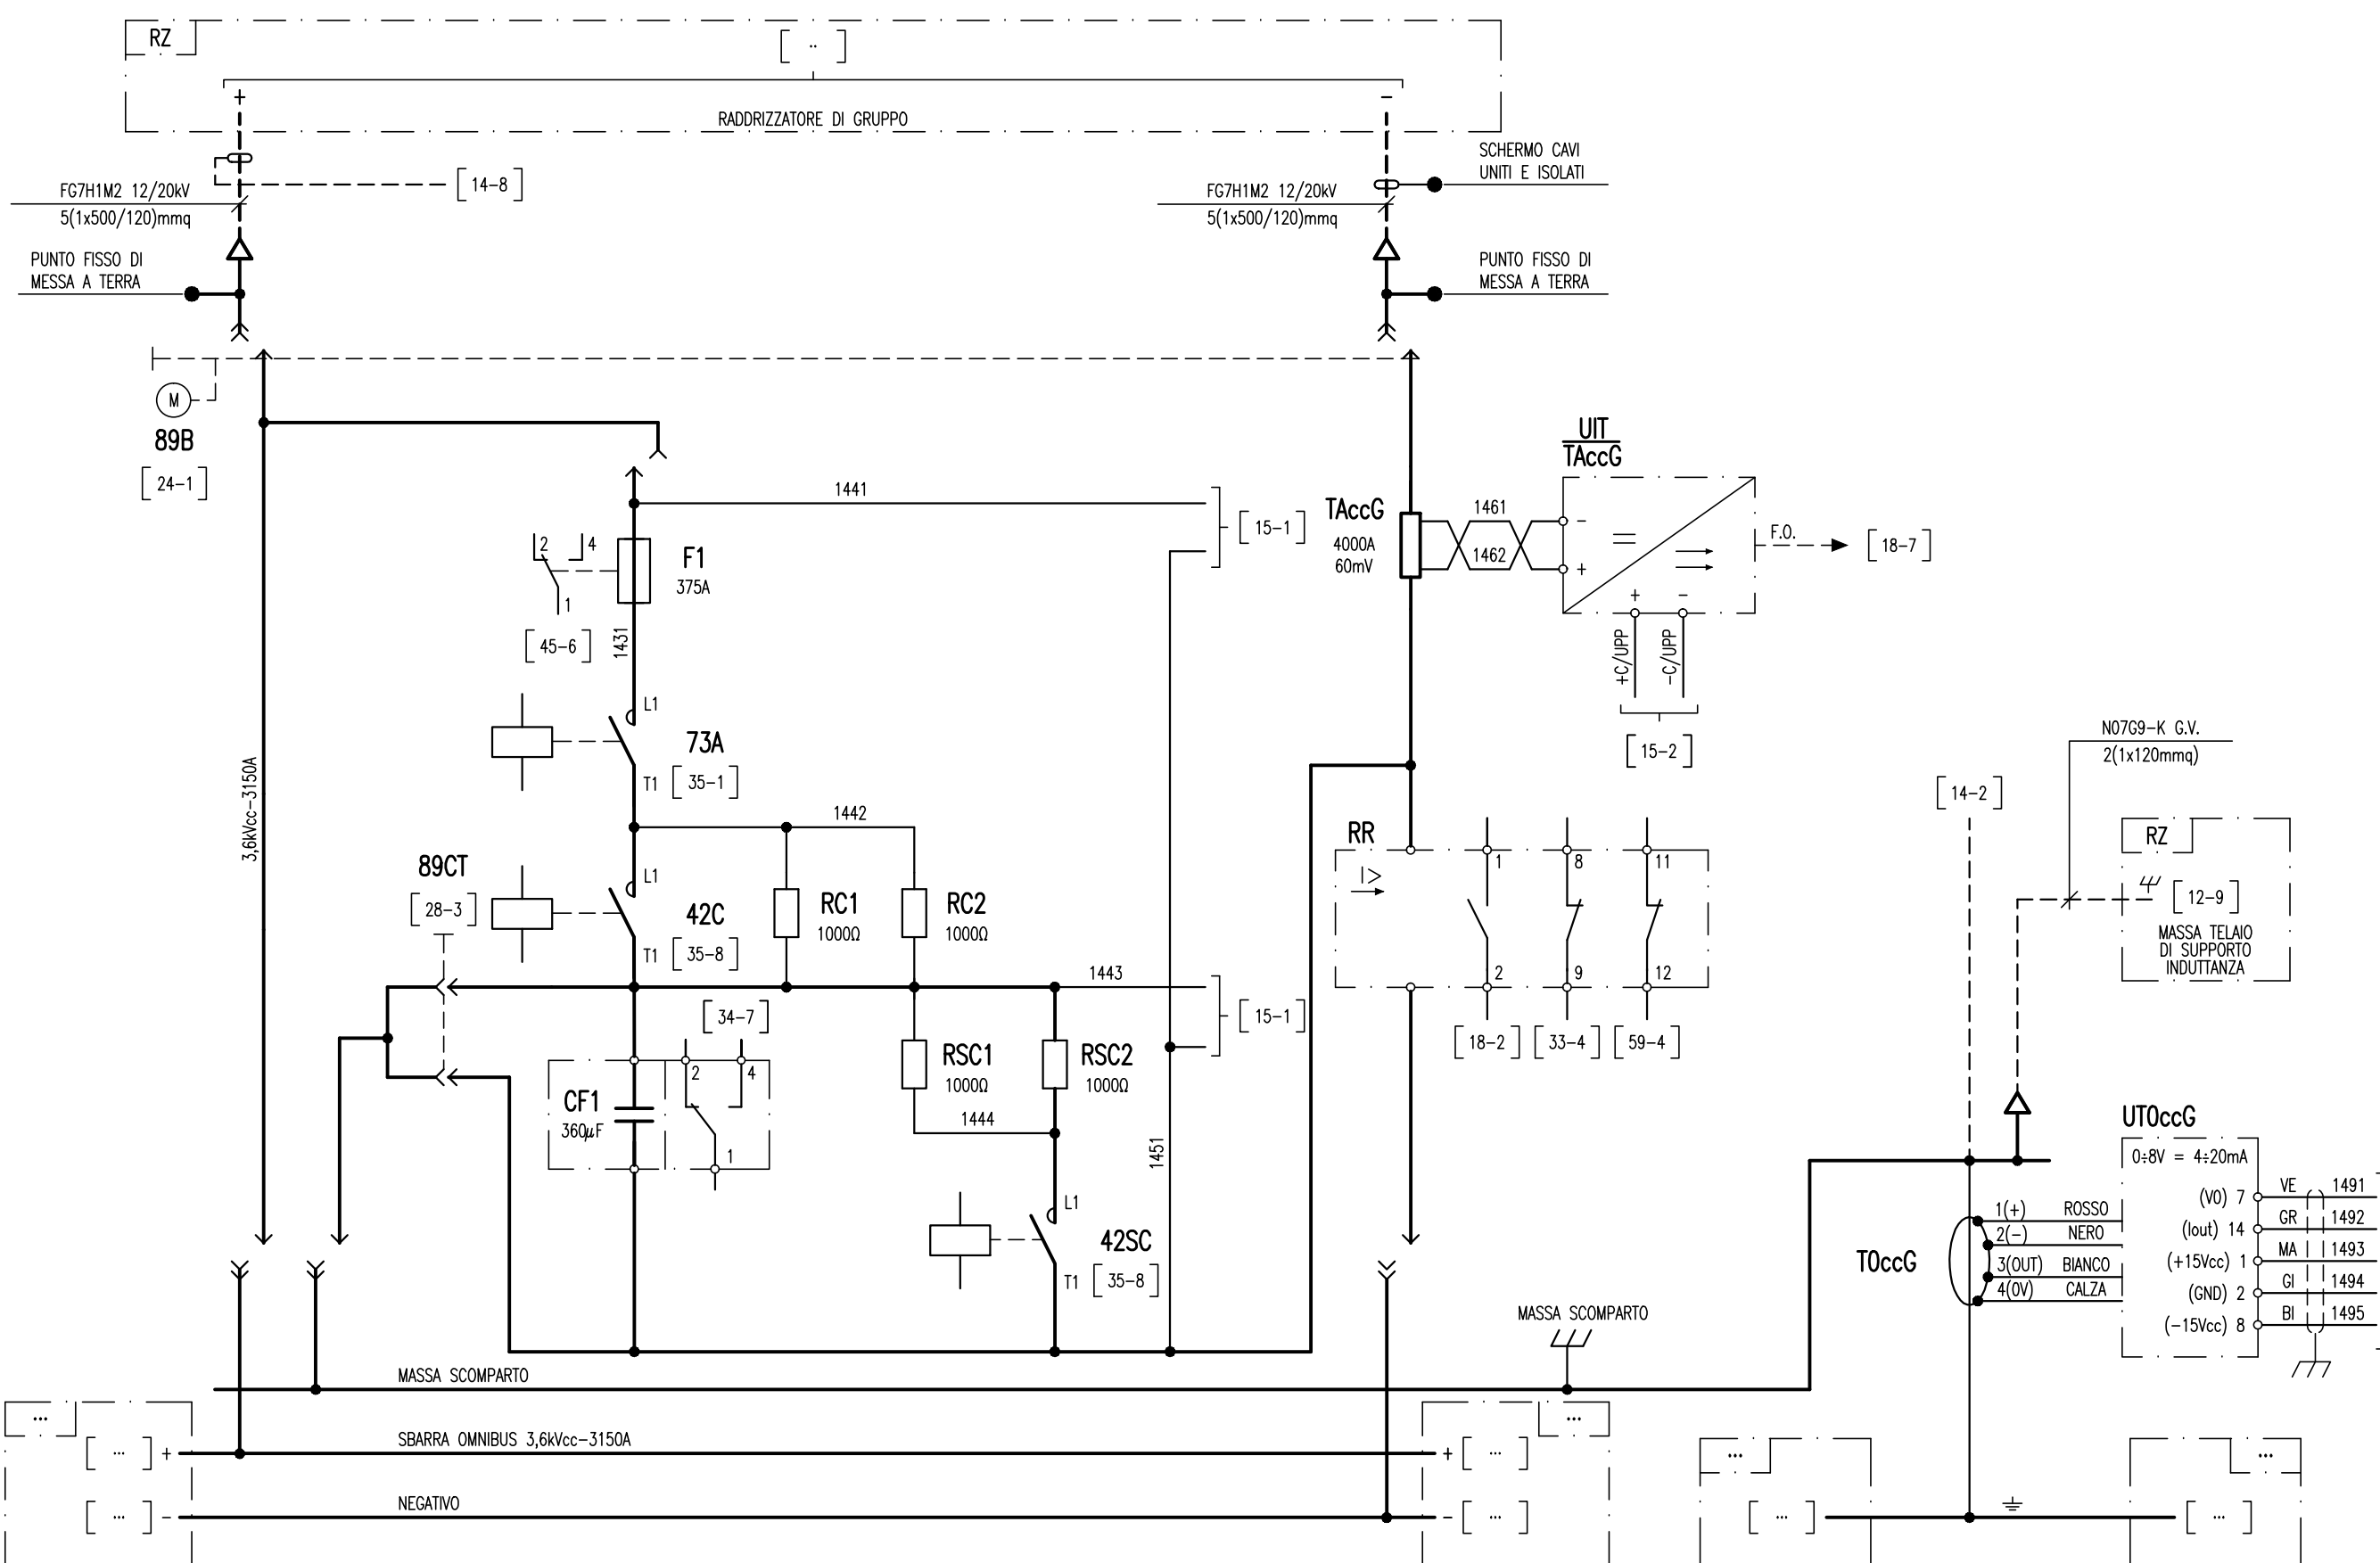 RZ
[ .. ]
+
−
RADDRIZZATORE DI GRUPPO
SCHERMO CAVI
UNITI E ISOLATI
FG7H1M2 12/20kV
5(1x500/120)mmq
[ 14-8 ]
FG7H1M2 12/20kV
5(1x500/120)mmq
PUNTO FISSO DI
MESSA A TERRA
PUNTO FISSO DI
MESSA A TERRA
M
89B
[ 24-1 ]
UIT
TAccG
1441
[ 15-1 ]
TAccG
4000A
60mV
1461
1462
−
+
F.O.
[ 18-7 ]
+ −
+C/UPP
-C/UPP
[ 15-2 ]
2 4
1
F1
375A
[ 45-6 ]
1431
L1
73A
T1
[ 35-1 ]
3,6kVcc-3150A
1442
89CT
[ 28-3 ]
L1
42C
T1
[ 35-8 ]
RC1
1000Ω
RC2
1000Ω
1443
[ 15-1 ]
[ 34-7 ]
2 4
1
CF1
360μF
RSC1
1000Ω
RSC2
1000Ω
1444
1451
L1
42SC
T1
[ 35-8 ]
RR
I>
1 8 11
2 9 12
[ 18-2 ] [ 33-4 ] [ 59-4 ]
N07G9-K G.V.
2(1x120mmq)
[ 14-2 ]
RZ
[ 12-9 ]
MASSA TELAIO
DI SUPPORTO
INDUTTANZA
UTOccG
0÷8V = 4÷20mA
TOccG
1(+) ROSSO
2(-) NERO
3(OUT) BIANCO
4(OV) CALZA
(VO) 7 VE 1491
(Iout) 14 GR 1492
(+15Vcc) 1 MA 1493
(GND) 2 GI 1494
(-15Vcc) 8 BI 1495
MASSA SCOMPARTO
MASSA SCOMPARTO
...
[ ... ] +
SBARRA OMNIBUS 3,6kVcc-3150A
+ [ ... ]
...
[ ... ] −
NEGATIVO
− [ ... ]
...
[ ... ]
...
[ ... ]